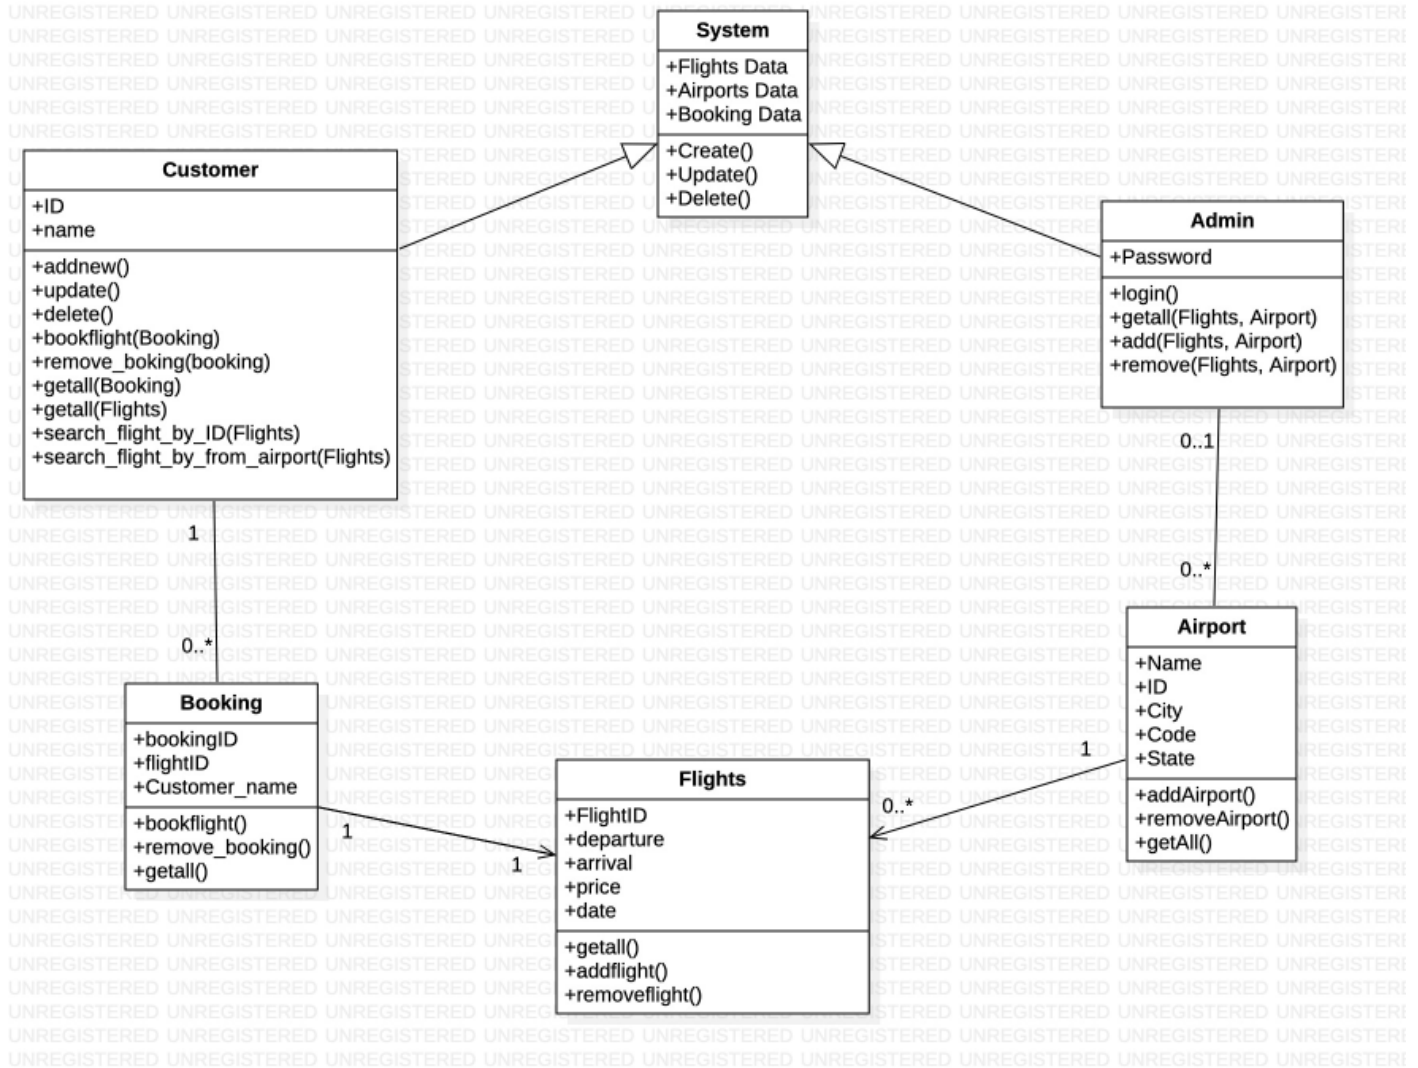 System
+Flights Data
+Airports Data
+Booking Data
+Create()
+Update()
+Delete()
Customer
+ID
+name
+addnew()
+update()
+delete()
+bookflight(Booking)
+remove_boking(booking)
+getall(Booking)
+getall(Flights)
+search_flight_by_ID(Flights)
+search_flight_by_from_airport(Flights)
Admin
+Password
+login()
+getall(Flights, Airport)
+add(Flights, Airport)
+remove(Flights, Airport)
0..1
1
0..*
0..*
Airport
+Name
+ID
+City
+Code
+State
+addAirport()
+removeAirport()
+getAll()
Booking
+bookingID
+flightID
+Customer_name
+bookflight()
+remove_booking()
+getall()
1
1
1
0..*
Flights
+FlightID
+departure
+arrival
+price
+date
+getall()
+addflight()
+removeflight()
UNREGISTERED